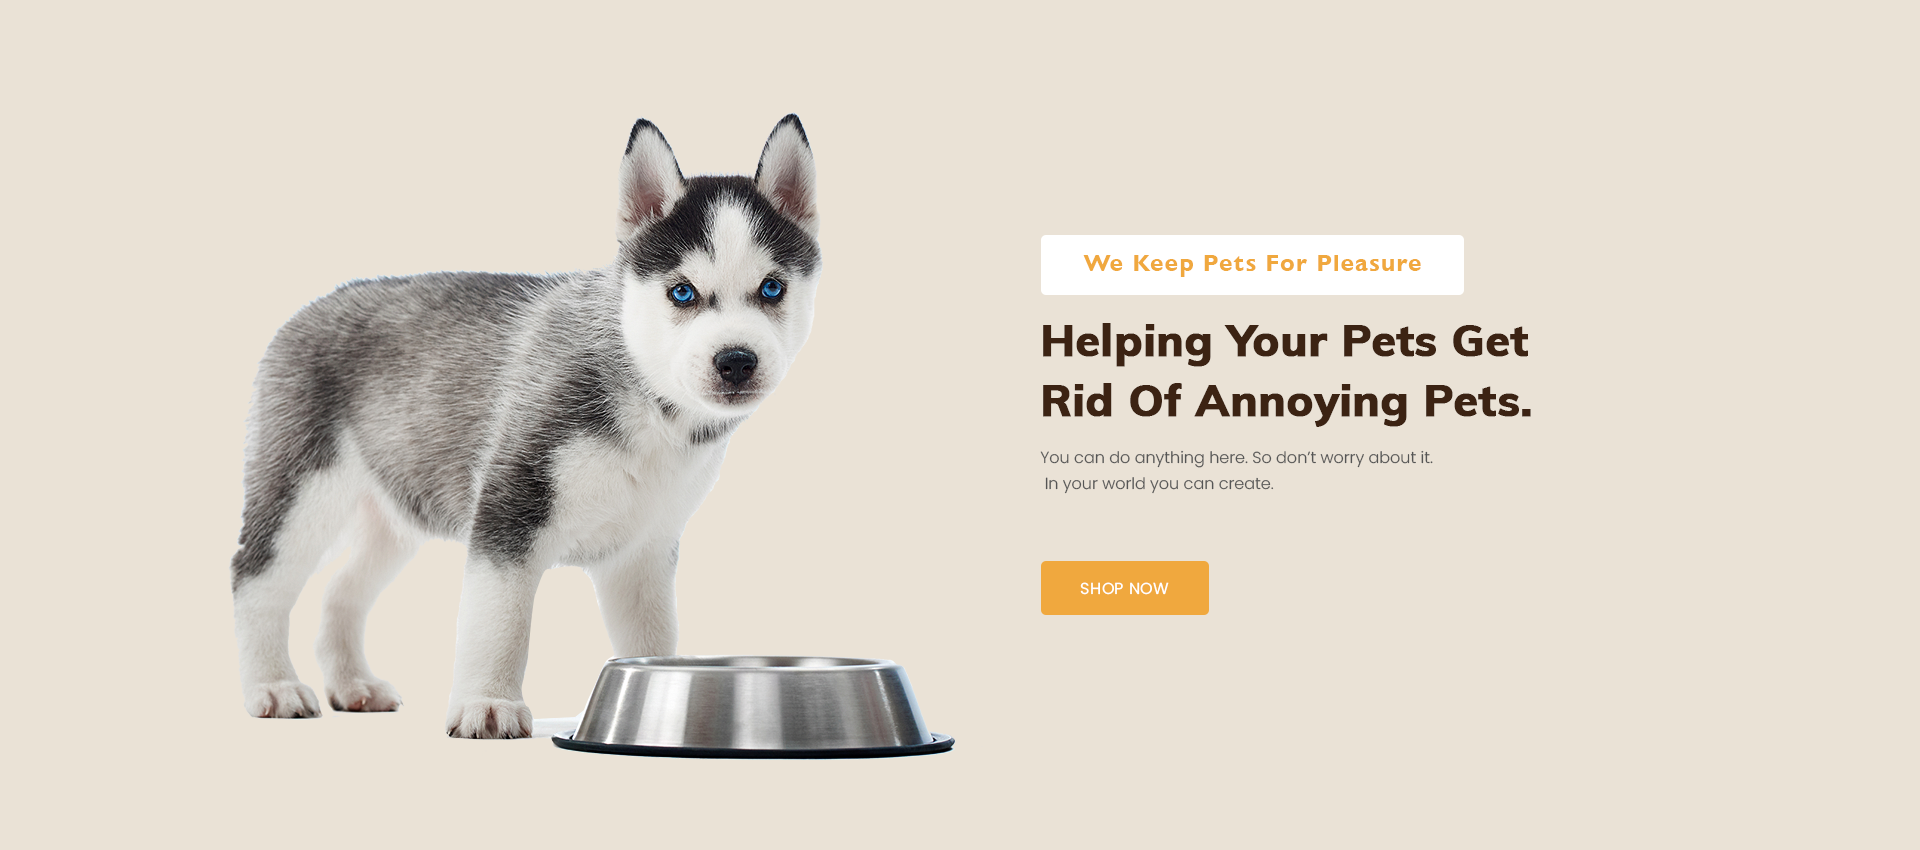 We Keep Pets For Pleasure
Helping Your Pets Get
Rid Of Annoying Pets.
You can do anything here. So don’t worry about it.
In your world you can create.
SHOP NOW